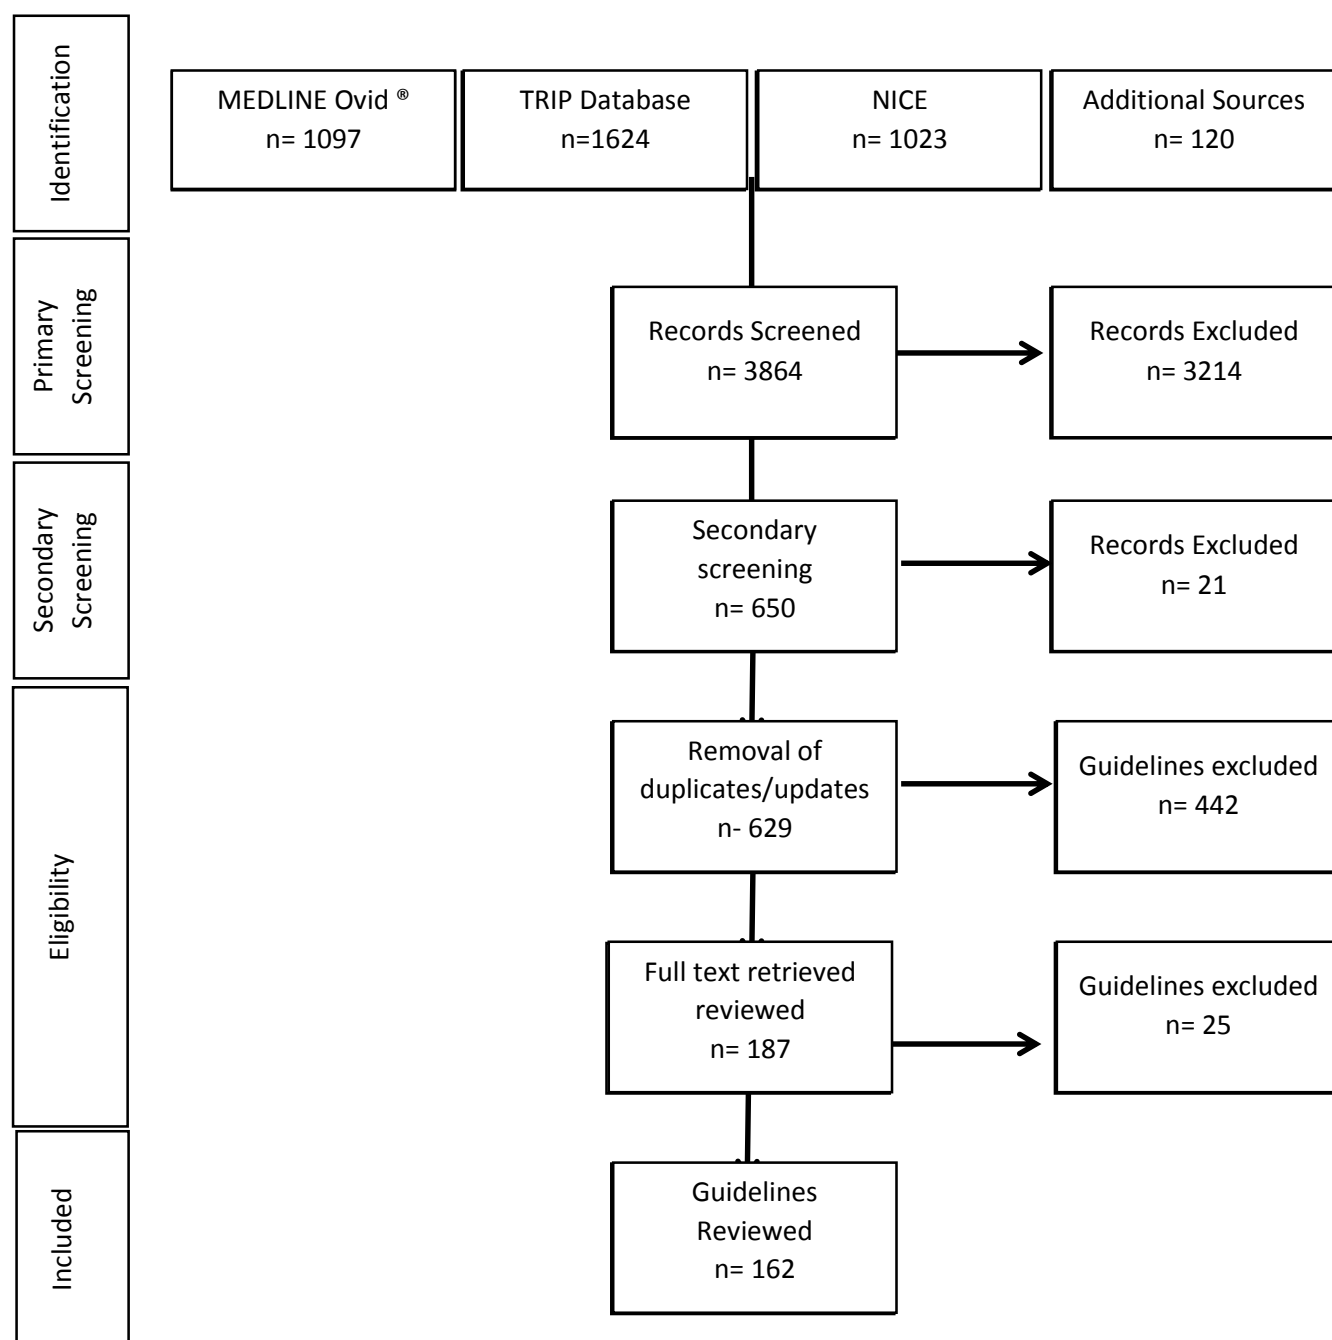 Identification
MEDLINE Ovid ®
n= 1097
TRIP Database
n=1624
NICE
n= 1023
Additional Sources
n= 120
Primary
Screening
Records Screened
n= 3864
Records Excluded
n= 3214
Secondary
Screening
Secondary
screening
n= 650
Records Excluded
n= 21
Eligibility
Removal of
duplicates/updates
n- 629
Guidelines excluded
n= 442
Full text retrieved
reviewed
n= 187
Guidelines excluded
n= 25
Included
Guidelines
Reviewed
n= 162